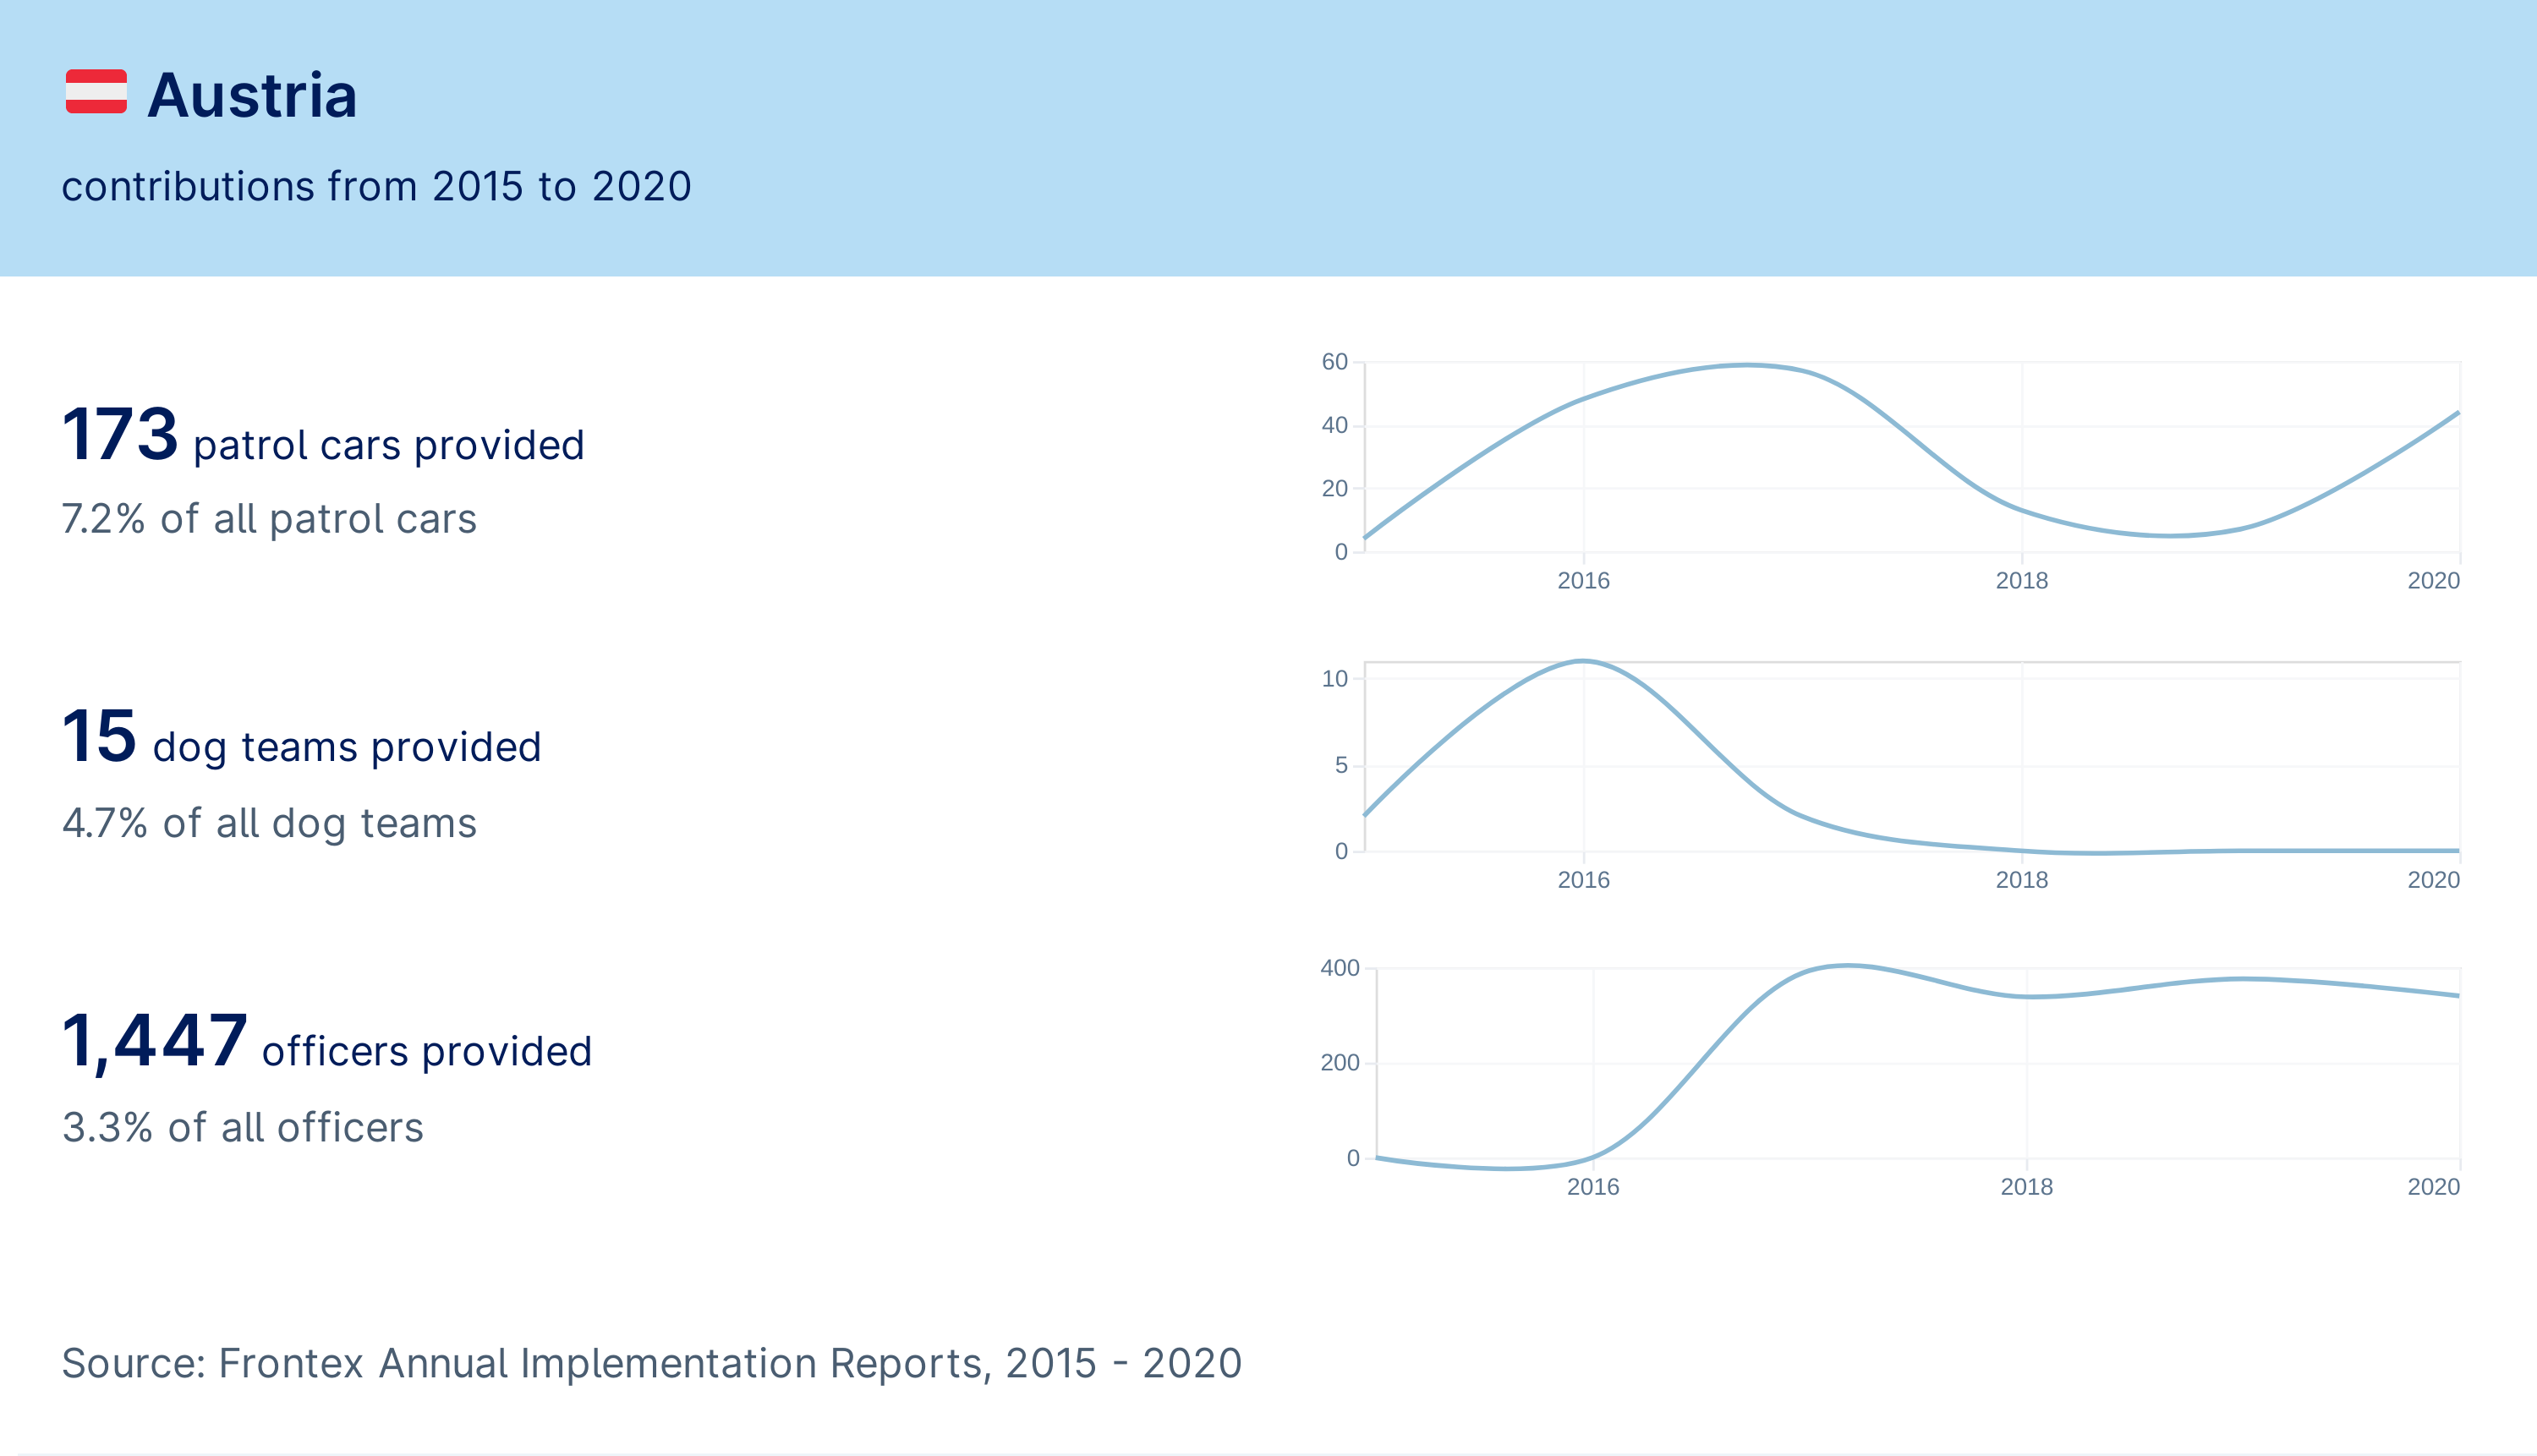 Austria
contributions from 2015 to 2020
173 patrol cars provided
7.2% of all patrol cars
60
40
20
0
2016 2018 2020
15 dog teams provided
4.7% of all dog teams
10
5
0
2016 2018 2020
1,447 officers provided
3.3% of all officers
400
200
0
2016 2018 2020
Source: Frontex Annual Implementation Reports, 2015 - 2020